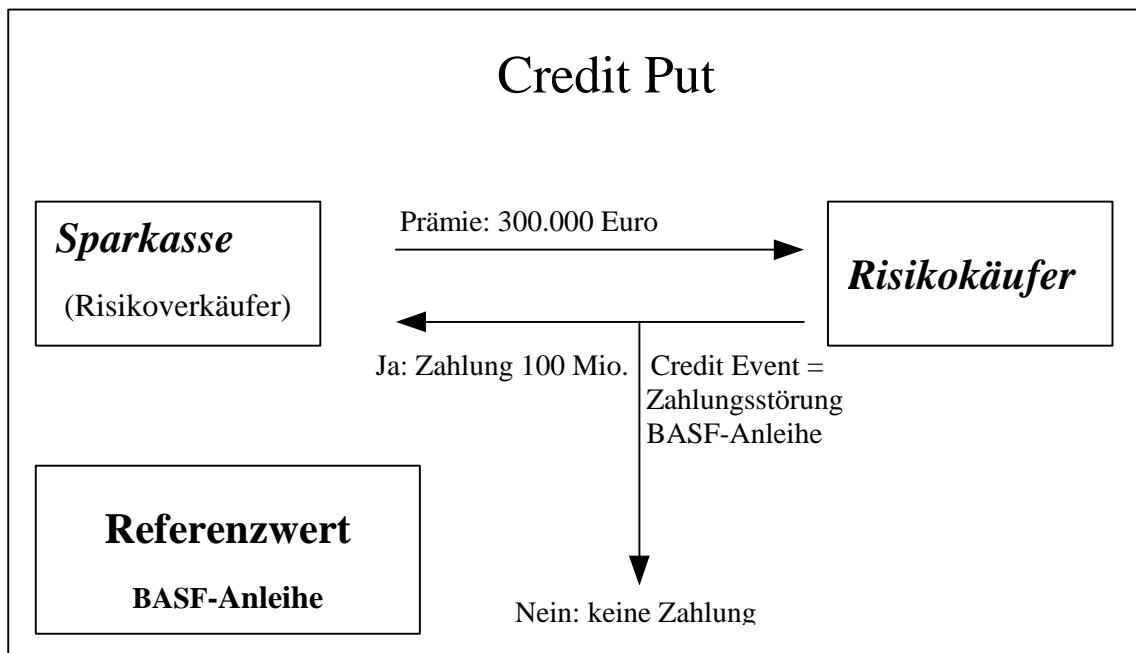 Credit Put
Sparkasse
(Risikoverkäufer)
Prämie: 300.000 Euro
Risikokäufer
Ja: Zahlung 100 Mio.
Credit Event =
Zahlungsstörung
BASF-Anleihe
Referenzwert
BASF-Anleihe
Nein: keine Zahlung